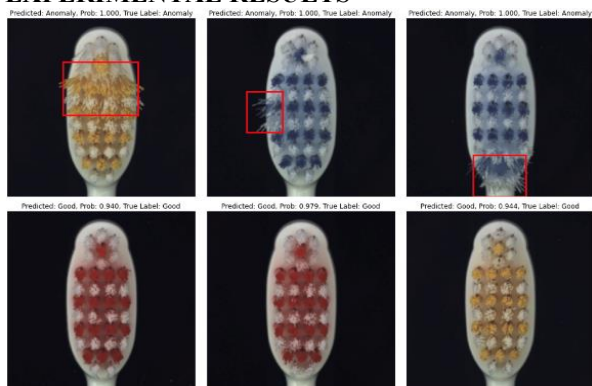 EXPERIMENTAL RESULTS
Predicted: Anomaly, Prob: 1.000, True Label: Anomaly
Predicted: Anomaly, Prob: 1.000, True Label: Anomaly
Predicted: Anomaly, Prob: 1.000, True Label: Anomaly
Predicted: Good, Prob: 0.940, True Label: Good
Predicted: Good, Prob: 0.979, True Label: Good
Predicted: Good, Prob: 0.944, True Label: Good